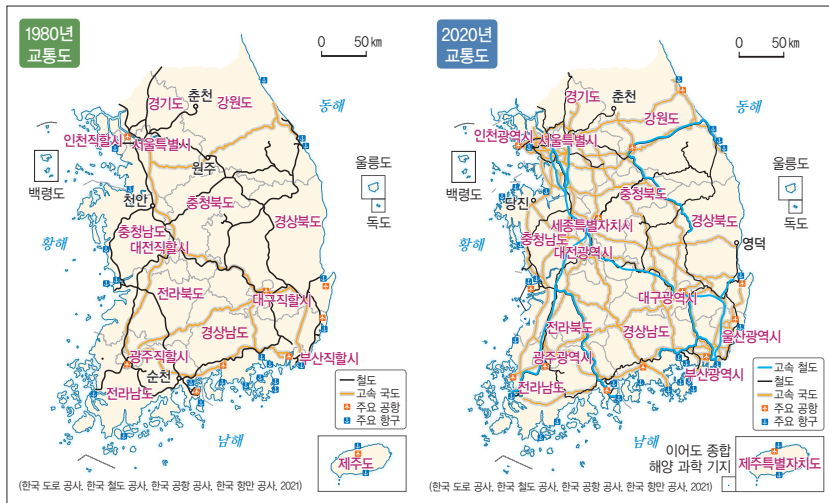 1980년
교통도
0 50 km
경기도
춘천
강원도
동해
인천직할시
서울특별시
원주
울릉도
백령도
독도
천안
충청북도
경상북도
황해
충청남도
대전직할시
전라북도
대구직할시
경상남도
광주직할시
부산직할시
순천
전라남도
남해
철도
고속 국도
주요 공항
주요 항구
제주도
(한국 도로 공사, 한국 철도 공사, 한국 공항 공사, 한국 항만 공사, 2021)
2020년
교통도
0 50 km
경기도
춘천
강원도
동해
인천광역시
서울특별시
울릉도
백령도
독도
충청북도
당진
경상북도
세종특별자치시
황해
충청남도
영덕
대전광역시
대구광역시
전라북도
경상남도
울산광역시
광주광역시
부산광역시
전라남도
남해
고속 철도
철도
고속 국도
주요 공항
주요 항구
이어도 종합
해양 과학 기지
제주특별자치도
(한국 도로 공사, 한국 철도 공사, 한국 공항 공사, 한국 항만 공사, 2021)